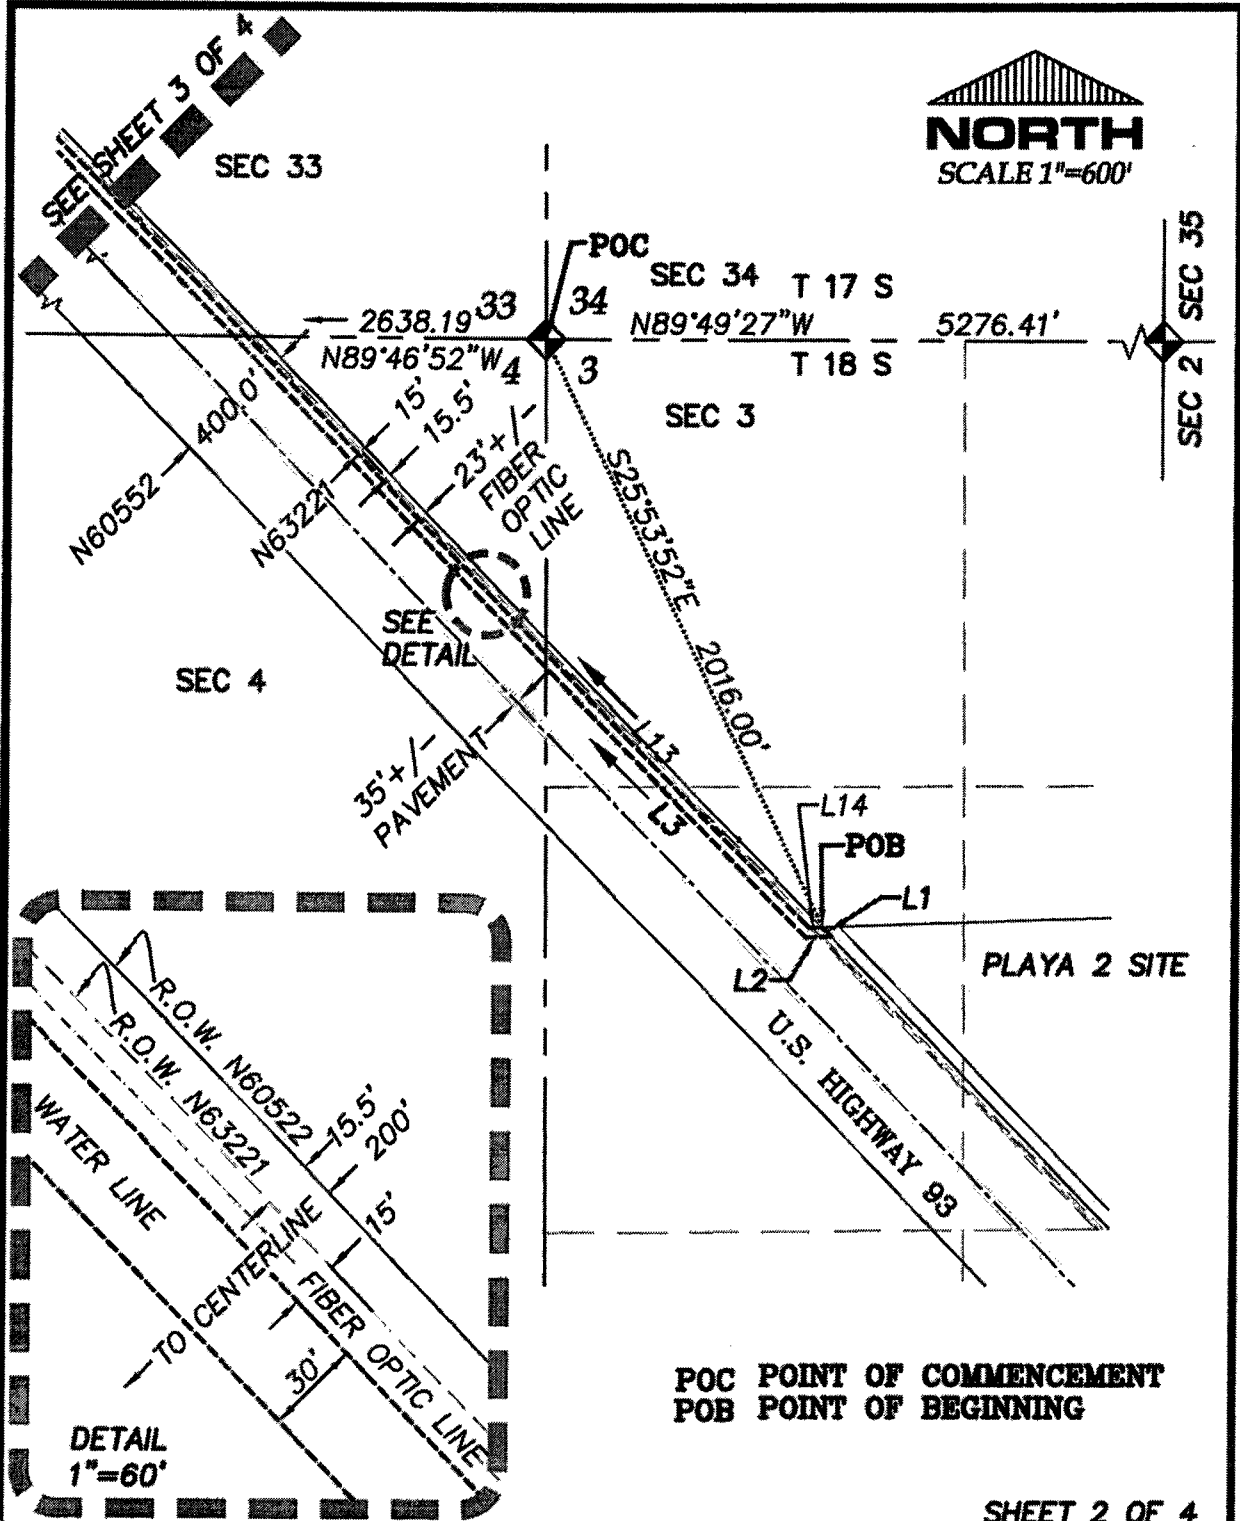 SEE SHEET 3 OF 4
SEC 33
NORTH
SCALE 1"=600'
POC
SEC 34
T 17 S
SEC 35
33
34
2638.19'
N89°49'27"W
5276.41'
N89°46'52"W
4
3
T 18 S
SEC 2
SEC 3
400.0'
15'
15.5'
23'+/-
FIBER
OPTIC
LINE
N60552
N63221
S25°53'52"E
2016.00'
SEE
DETAIL
SEC 4
L13
L3
35'+/-
PAVEMENT
L14
POB
L1
L2
PLAYA 2 SITE
U.S. HIGHWAY 93
R.O.W. N60522
R.O.W. N63221
WATER LINE
15.5'
200'
15'
TO CENTERLINE
FIBER OPTIC LINE
30'
DETAIL
1"=60'
POC POINT OF COMMENCEMENT
POB POINT OF BEGINNING
SHEET 2 OF 4